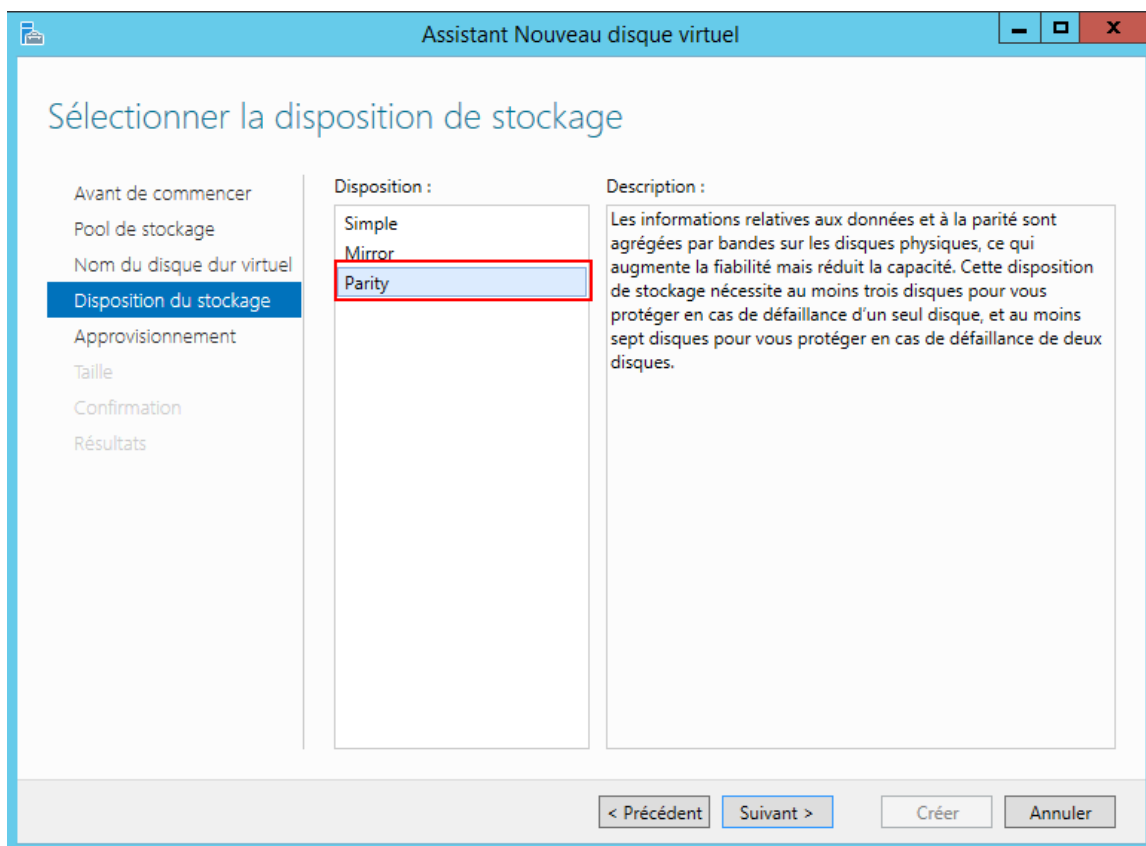 Assistant Nouveau disque virtuel
Sélectionner la disposition de stockage
Avant de commencer
Pool de stockage
Nom du disque dur virtuel
Disposition du stockage
Approvisionnement
Taille
Confirmation
Résultats
Disposition :
Simple
Mirror
Parity
Description :
Les informations relatives aux données et à la parité sont
agrégées par bandes sur les disques physiques, ce qui
augmente la fiabilité mais réduit la capacité. Cette disposition
de stockage nécessite au moins trois disques pour vous
protéger en cas de défaillance d'un seul disque, et au moins
sept disques pour vous protéger en cas de défaillance de deux
disques.
< Précédent
Suivant >
Créer
Annuler